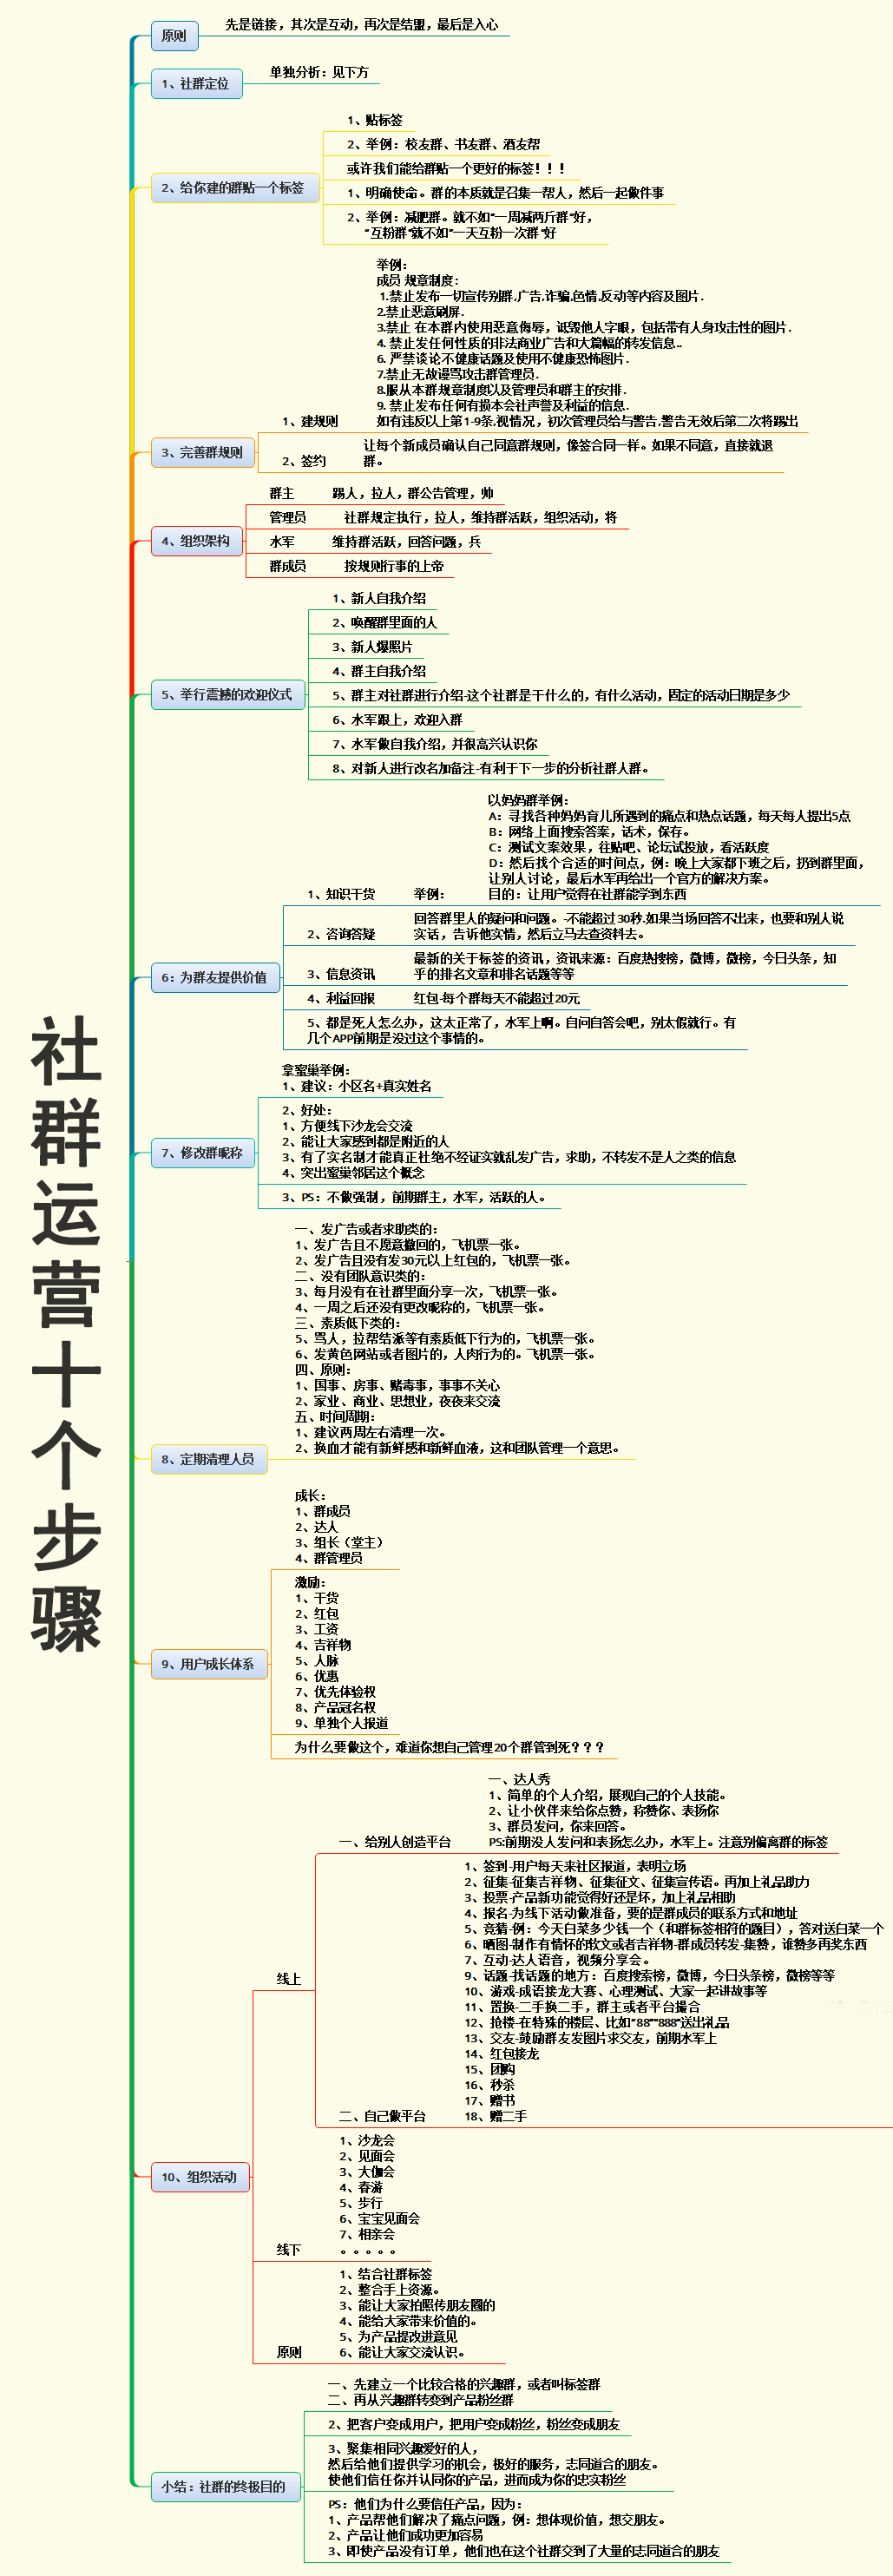 社群运营十个步骤
原则
先是链接，其次是互动，再次是结盟，最后是入心
1、社群定位
单独分析：见下方
2、给你建的群贴一个标签
1、贴标签
2、举例：校友群、书友群、酒友帮
或许我们能给群贴一个更好的标签！！！
1、明确使命。群的本质就是召集一帮人，然后一起做件事
2、举例：减肥群。就不如“一周减两斤群”好，
“互粉群”就不如“一天互粉一次群“好
3、完善群规则
1、建规则
举例：
成员 规章制度：
1.禁止发布一切宣传别群,广告,诈骗,色情,反动等内容及图片.
2.禁止恶意刷屏.
3.禁止 在本群内使用恶意侮辱，诋毁他人字眼，包括带有人身攻击性的图片.
4. 禁止发任何性质的非法商业广告和大篇幅的转发信息..
6. 严禁谈论不健康话题及使用不健康恐怖图片.
7.禁止无故谩骂攻击群管理员.
8.服从本群规章制度以及管理员和群主的安排.
9. 禁止发布任何有损本会社声誉及利益的信息.
如有违反以上第1-9条.视情况，初次管理员给与警告.警告无效后第二次将踢出
2、签约
让每个新成员确认自己同意群规则，像签合同一样。如果不同意，直接就退
群。
4、组织架构
群主 踢人，拉人，群公告管理，帅
管理员 社群规定执行，拉人，维持群活跃，组织活动，将
水军 维持群活跃，回答问题，兵
群成员 按规则行事的上帝
5、举行震撼的欢迎仪式
1、新人自我介绍
2、唤醒群里面的人
3、新人爆照片
4、群主自我介绍
5、群主对社群进行介绍-这个社群是干什么的，有什么活动，固定的活动日期是多少
6、水军跟上，欢迎入群
7、水军做自我介绍，并很高兴认识你
8、对新人进行改名加备注-有利于下一步的分析社群人群。
6：为群友提供价值
1、知识干货
举例：
以妈妈群举例：
A：寻找各种妈妈育儿所遇到的痛点和热点话题，每天每人提出5点
B：网络上面搜索答案，话术，保存。
C：测试文案效果，往贴吧、论坛试投放，看活跃度
D：然后找个合适的时间点，例：晚上大家都下班之后，扔到群里面，
让别人讨论，最后水军再给出一个官方的解决方案。
目的：让用户觉得在社群能学到东西
2、咨询答疑
回答群里人的疑问和问题。-不能超过30秒.如果当场回答不出来，也要和别人说
实话，告诉他实情，然后立马去查资料去。
3、信息资讯
最新的关于标签的资讯，资讯来源：百度热搜榜，微博，微榜，今日头条，知
乎的排名文章和排名话题等等
4、利益回报 红包-每个群每天不能超过20元
5、都是死人怎么办，这太正常了，水军上啊。自问自答会吧，别太假就行。有
几个APP前期是没过这个事情的。
7、修改群昵称
拿蜜巢举例：
1、建议：小区名+真实姓名
2、好处：
1、方便线下沙龙会交流
2、能让大家感到都是附近的人
3、有了实名制才能真正杜绝不经证实就乱发广告，求助，不转发不是人之类的信息
4、突出蜜巢邻居这个概念
3、PS：不做强制，前期群主，水军，活跃的人。
8、定期清理人员
一、发广告或者求助类的：
1、发广告且不愿意撤回的，飞机票一张。
2、发广告且没有发30元以上红包的，飞机票一张。
二、没有团队意识类的：
3、每月没有在社群里面分享一次，飞机票一张。
4、一周之后还没有更改昵称的，飞机票一张。
三、素质低下类的：
5、骂人，拉帮结派等有素质低下行为的，飞机票一张。
6、发黄色网站或者图片的，人肉行为的。飞机票一张。
四、原则：
1、国事、房事、赌毒事，事事不关心
2、家业、商业、思想业，夜夜来交流
五、时间周期：
1、建议两周左右清理一次。
2、换血才能有新鲜感和新鲜血液，这和团队管理一个意思。
9、用户成长体系
成长：
1、群成员
2、达人
3、组长（堂主）
4、群管理员
激励：
1、干货
2、红包
3、工资
4、吉祥物
5、人脉
6、优惠
7、优先体验权
8、产品冠名权
9、单独个人报道
为什么要做这个，难道你想自己管理20个群管到死？？？
10、组织活动
线上
一、给别人创造平台
一、达人秀
1、简单的个人介绍，展现自己的个人技能。
2、让小伙伴来给你点赞，称赞你、表扬你
3、群员发问，你来回答。
PS:前期没人发问和表扬怎么办，水军上。注意别偏离群的标签
二、自己做平台
1、签到-用户每天来社区报道，表明立场
2、征集-征集吉祥物、征集征文、征集宣传语。再加上礼品助力
3、投票-产品新功能觉得好还是坏，加上礼品相助
4、报名-为线下活动做准备，要的是群成员的联系方式和地址
5、竞猜-例：今天白菜多少钱一个（和群标签相符的题目），答对送白菜一个
6、晒图-制作有情怀的软文或者吉祥物-群成员转发-集赞，谁赞多再奖东西
7、互动-达人语音，视频分享会。
9、话题-找话题的地方：百度搜索榜，微博，今日头条榜，微榜等等
10、游戏-成语接龙大赛、心理测试、大家一起讲故事等
11、置换-二手换二手，群主或者平台撮合
12、抢楼-在特殊的楼层、比如“88”“888”送出礼品
13、交友-鼓励群友发图片求交友，前期水军上
14、红包接龙
15、团购
16、秒杀
17、赠书
18、赠二手
线下
1、沙龙会
2、见面会
3、大伽会
4、春游
5、步行
6、宝宝见面会
7、相亲会
。。。。。
原则
1、结合社群标签
2、整合手上资源。
3、能让大家拍照传朋友圈的
4、能给大家带来价值的。
5、为产品提改进意见
6、能让大家交流认识。
小结：社群的终极目的
一、先建立一个比较合格的兴趣群，或者叫标签群
二、再从兴趣群转变到产品粉丝群
2、把客户变成用户，把用户变成粉丝，粉丝变成朋友
3、聚集相同兴趣爱好的人，
然后给他们提供学习的机会，极好的服务，志同道合的朋友。
使他们信任你并认同你的产品，进而成为你的忠实粉丝
PS：他们为什么要信任产品，因为：
1、产品帮他们解决了痛点问题，例：想体现价值，想交朋友。
2、产品让他们成功更加容易
3、即使产品没有订单，他们也在这个社群交到了大量的志同道合的朋友